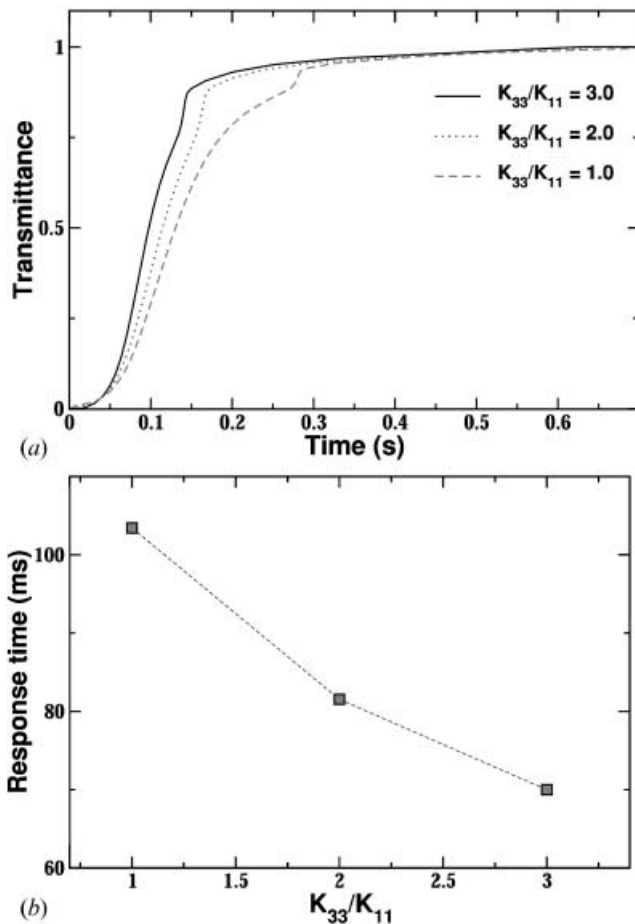 1
K33/K11 = 3.0
K33/K11 = 2.0
K33/K11 = 1.0
Transmittance
0.5
0
0 0.1 0.2 0.3 0.4 0.5 0.6
(a) Time (s)
100
Response time (ms)
80
60
1 1.5 2 2.5 3
(b) K33/K11